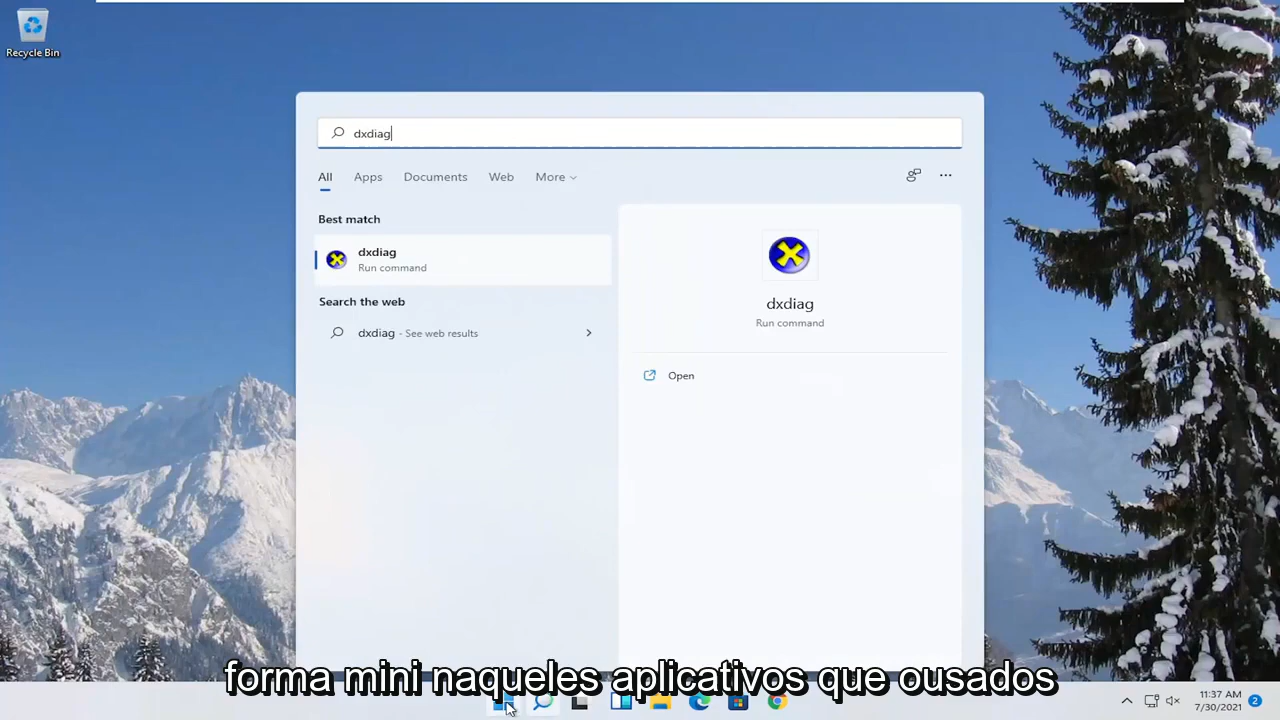 Recycle Bin
dxdiag
All Apps Documents Web More
Best match
dxdiag
Run command
Search the web
dxdiag - See web results
dxdiag
Run command
Open
forma mini naqueles aplicativos que ousados
11:37 AM
7/30/2021
2